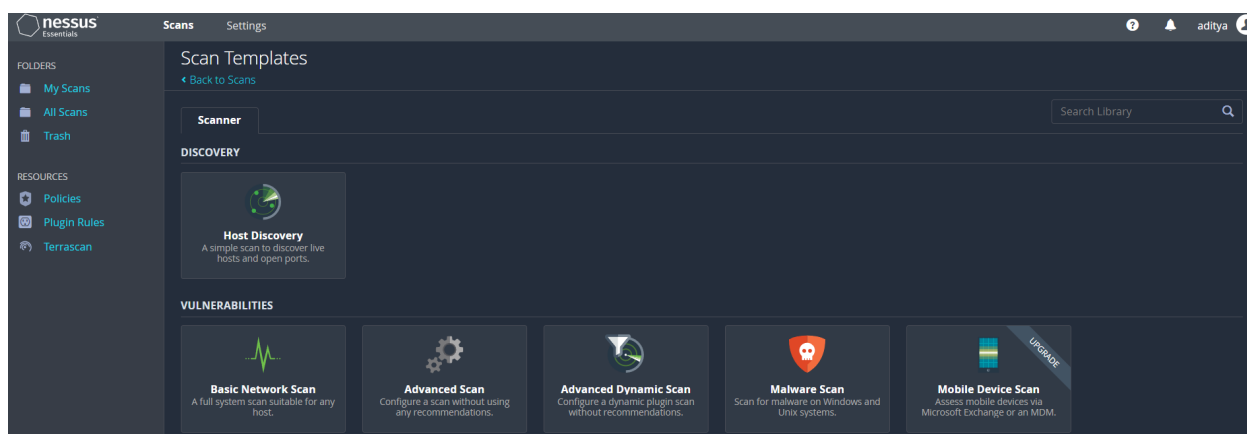 nessus
Essentials
Scans
Settings
aditya
FOLDERS
My Scans
All Scans
Trash
RESOURCES
Policies
Plugin Rules
Terrascan
Scan Templates
Back to Scans
Scanner
Search Library
DISCOVERY
Host Discovery
A simple scan to discover live
hosts and open ports.
VULNERABILITIES
Basic Network Scan
A full system scan suitable for any
host.
Advanced Scan
Configure a scan without using
any recommendations.
Advanced Dynamic Scan
Configure a dynamic plugin scan
without recommendations.
Malware Scan
Scan for malware on Windows and
Unix systems.
UPGRADE
Mobile Device Scan
Assess mobile devices via
Microsoft Exchange or an MDM.